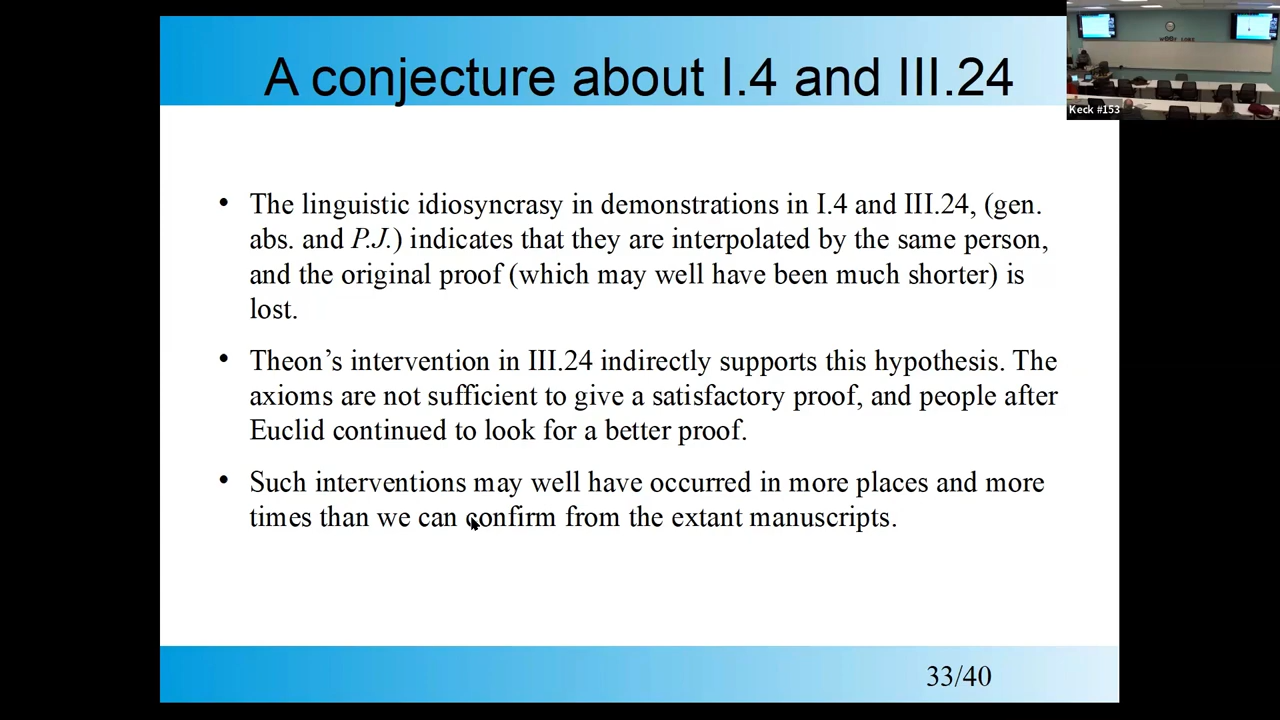 A conjecture about I.4 and III.24
Keck #153
• The linguistic idiosyncrasy in demonstrations in I.4 and III.24, (gen.
abs. and P.J.) indicates that they are interpolated by the same person,
and the original proof (which may well have been much shorter) is
lost.
• Theon’s intervention in III.24 indirectly supports this hypothesis. The
axioms are not sufficient to give a satisfactory proof, and people after
Euclid continued to look for a better proof.
• Such interventions may well have occurred in more places and more
times than we can confirm from the extant manuscripts.
33/40